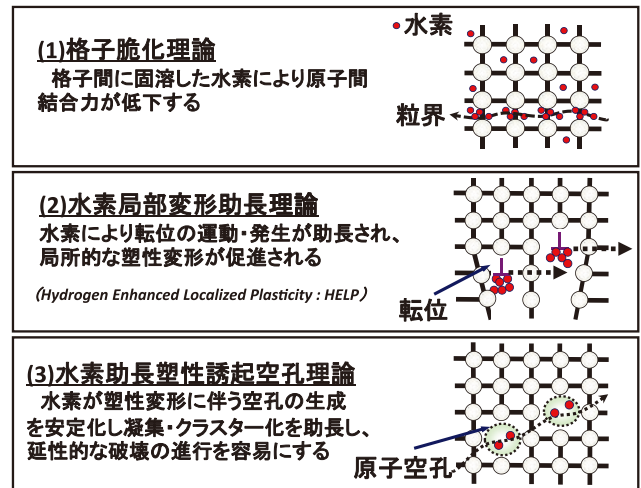 (1)格子脆化理論
格子間に固溶した水素により原子間
結合力が低下する
水素
粒界
(2)水素局部変形助長理論
水素により転位の運動・発生が助長され、
局所的な塑性変形が促進される
(Hydrogen Enhanced Localized Plasticity : HELP)
転位
(3)水素助長塑性誘起空孔理論
水素が塑性変形に伴う空孔の生成
を安定化し凝集・クラスター化を助長し、
延性的な破壊の進行を容易にする
原子空孔